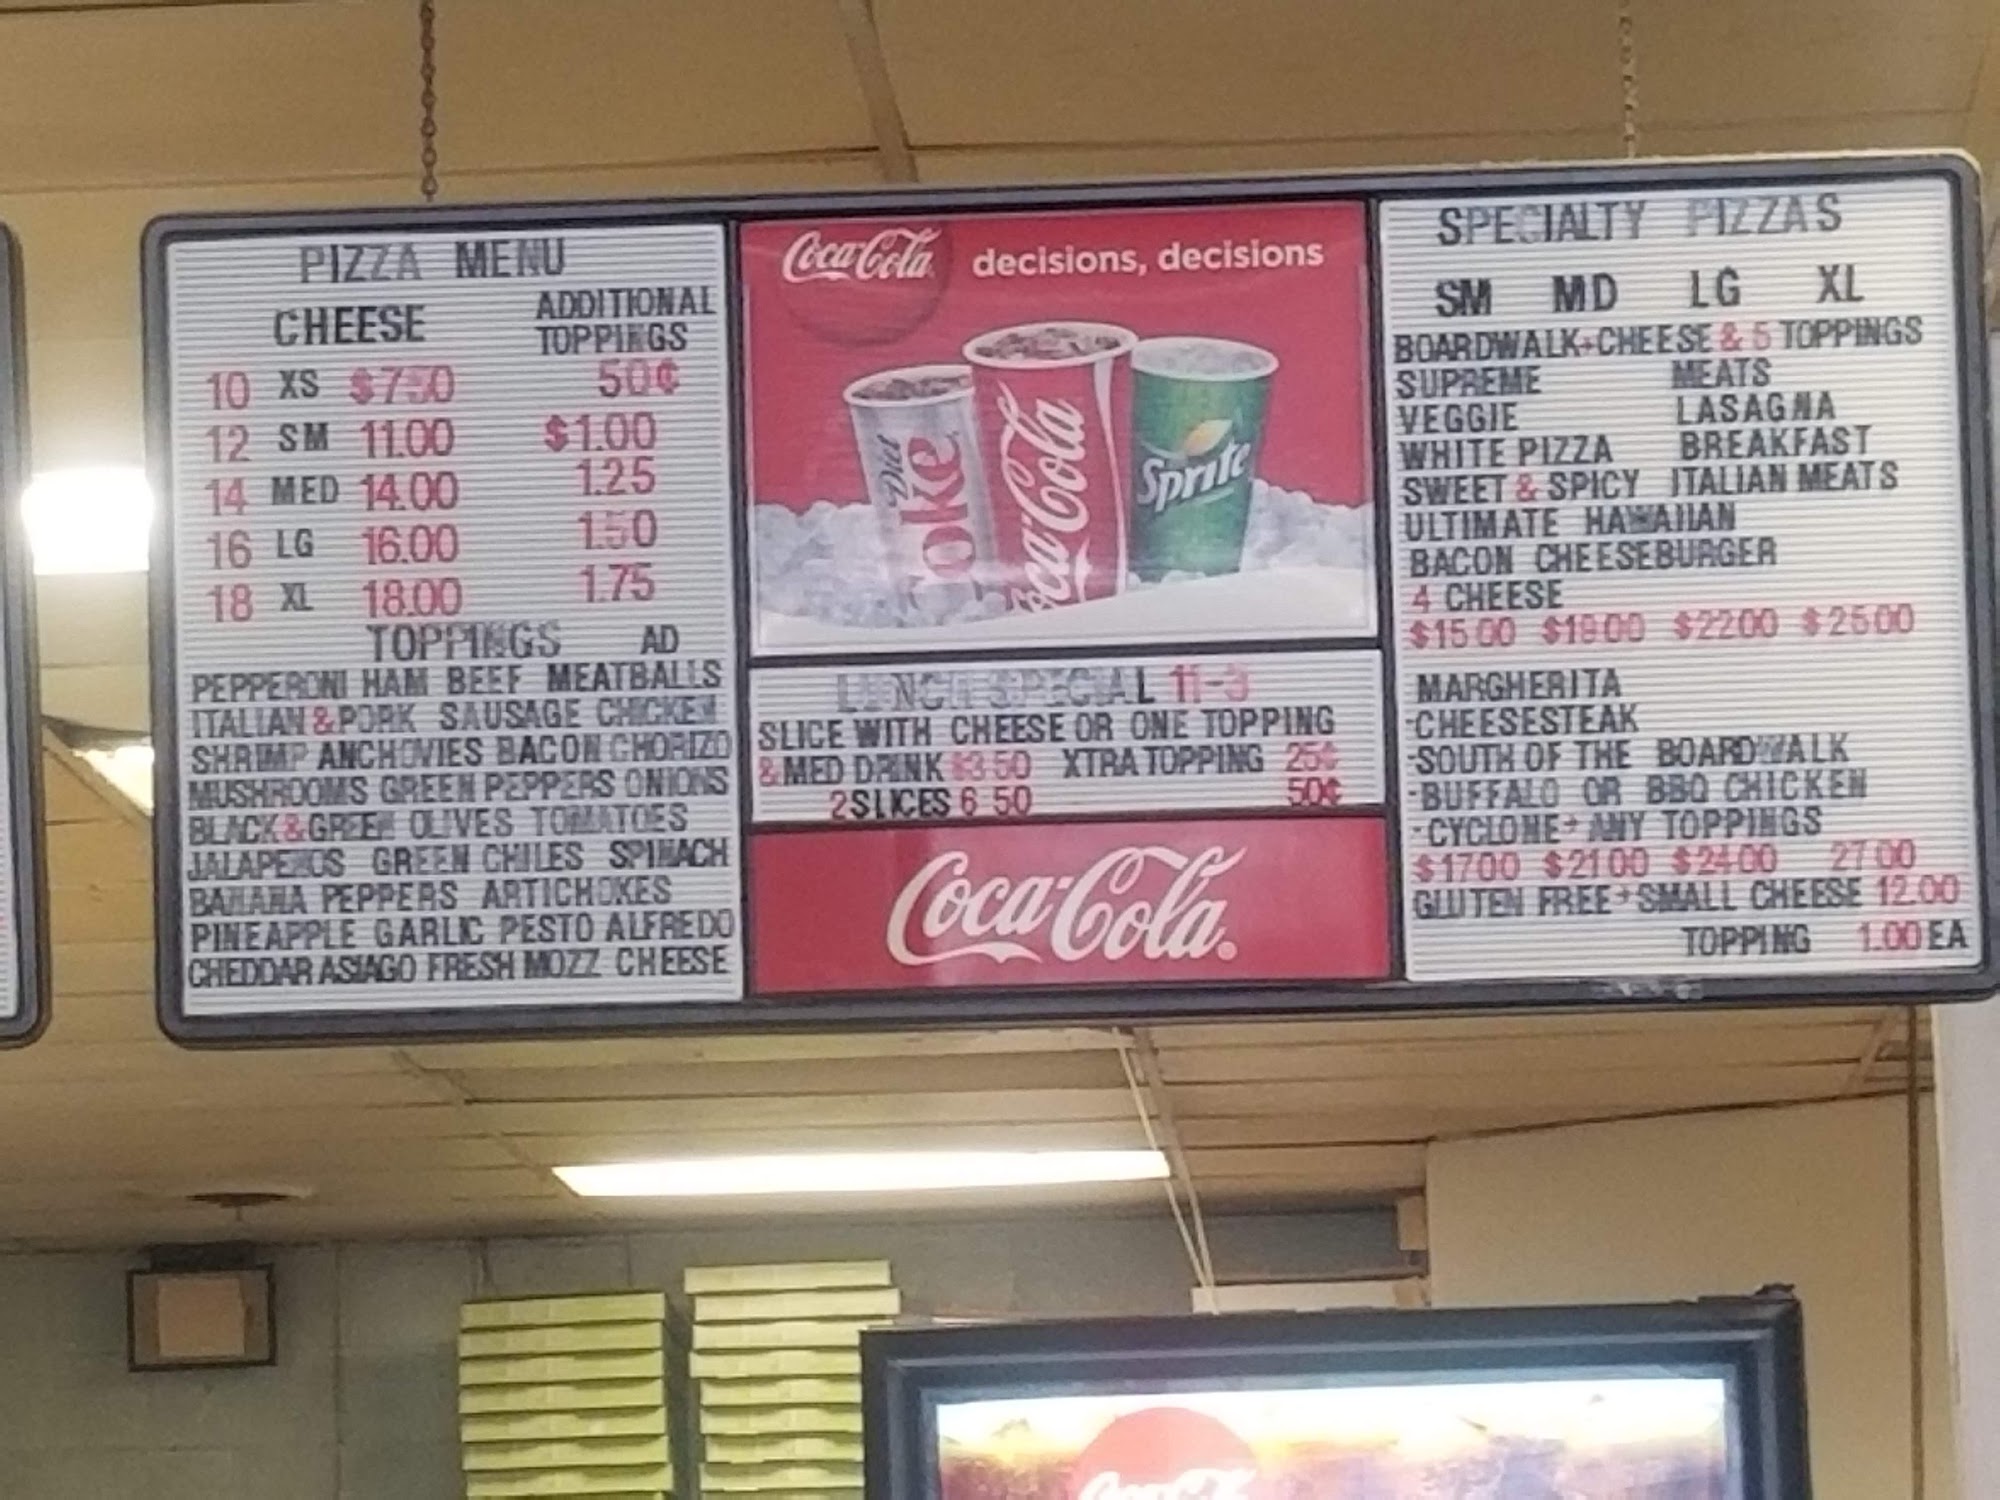 PIZZA MENU
CHEESE ADDITIONAL TOPPINGS
10 XS $7.50 50¢
12 SM 11.00 $1.00
14 MED 14.00 1.25
16 LG 16.00 1.50
18 XL 18.00 1.75
TOPPINGS AD
PEPPERONI HAM BEEF MEATBALLS
ITALIAN & PORK SAUSAGE CHICKEN
SHRIMP ANCHOVIES BACON CHORIZO
MUSHROOMS GREEN PEPPERS ONIONS
BLACK & GREEN OLIVES TOMATOES
JALAPENOS GREEN CHILES SPINACH
BANANA PEPPERS ARTICHOKES
PINEAPPLE GARLIC PESTO ALFREDO
CHEDDAR ASIAGO FRESH MOZZ CHEESE
Coca-Cola decisions, decisions
Diet Coke
Coca-Cola
Sprite
LUNCH SPECIAL 11-3
SLICE WITH CHEESE OR ONE TOPPING
& MED DRINK $3 50 XTRA TOPPING 25¢
2 SLICES 6 50 50¢
Coca-Cola
SPECIALTY PIZZAS
SM MD LG XL
BOARDWALK+CHEESE & 5 TOPPINGS
SUPREME MEATS
VEGGIE LASAGNA
WHITE PIZZA BREAKFAST
SWEET & SPICY ITALIAN MEATS
ULTIMATE HAWAIIAN
BACON CHEESEBURGER
4 CHEESE
$15 00 $19 00 $22 00 $25 00
MARGHERITA
-CHEESESTEAK
-SOUTH OF THE BOARDWALK
-BUFFALO OR BBQ CHICKEN
-CYCLONE+ ANY TOPPINGS
$17 00 $21 00 $24 00 27 00
GLUTEN FREE+SMALL CHEESE 12.00
TOPPING 1.00 EA
Coca-Cola